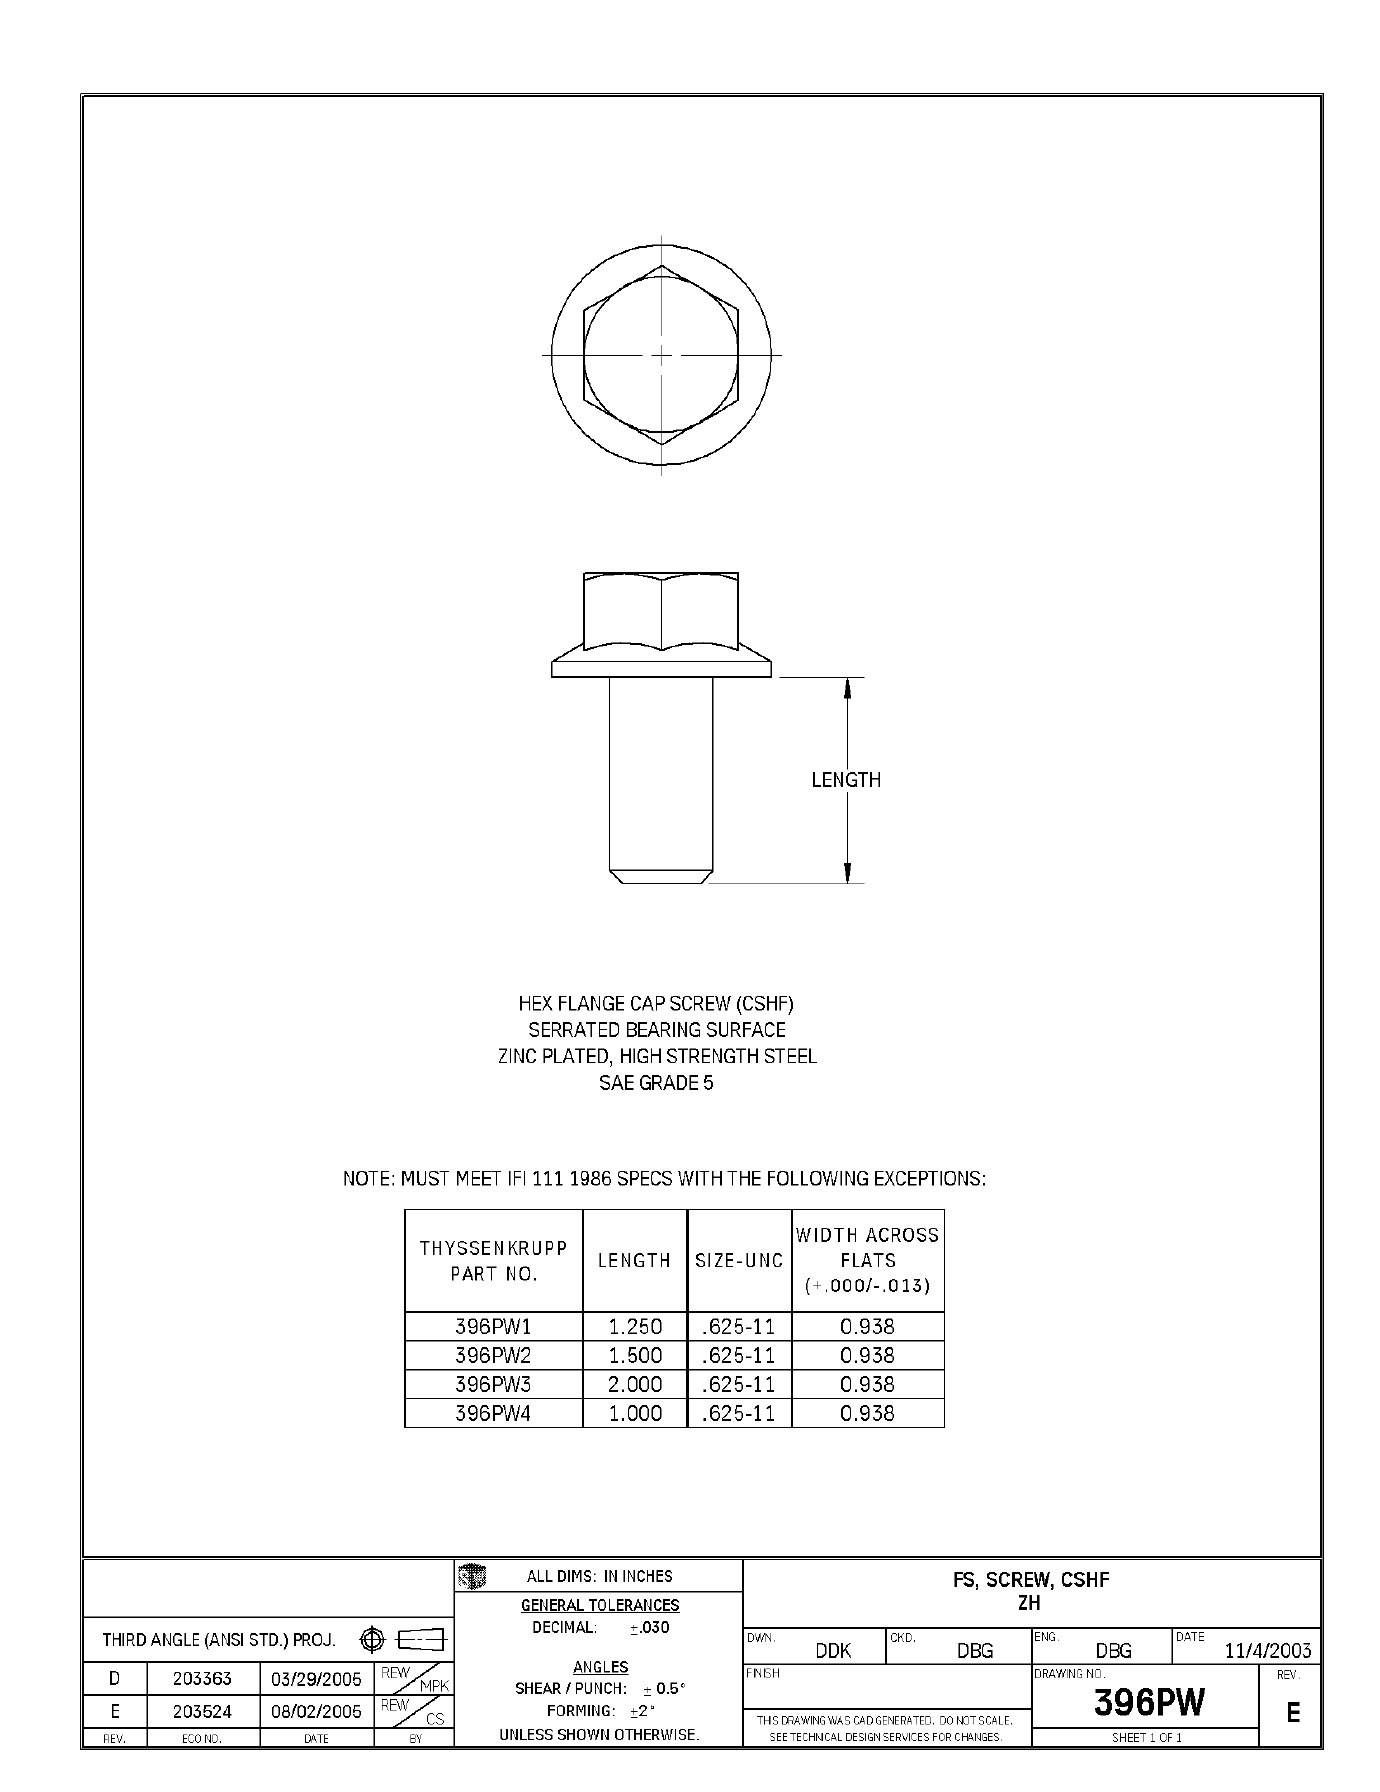 LENGTH
HEX FLANGE CAP SCREW (CSHF)
SERRATED BEARING SURFACE
ZINC PLATED, HIGH STRENGTH STEEL
SAE GRADE 5
NOTE: MUST MEET IFI 111 1986 SPECS WITH THE FOLLOWING EXCEPTIONS:
THYSSENKRUPP PART NO. LENGTH SIZE-UNC WIDTH ACROSS FLATS (+.000/-.013)
396PW1 1.250 .625-11 0.938
396PW2 1.500 .625-11 0.938
396PW3 2.000 .625-11 0.938
396PW4 1.000 .625-11 0.938
THIRD ANGLE (ANSI STD.) PROJ.
D 203363 03/29/2005 REW/MPK
E 203524 08/02/2005 REW/CS
REV. ECO NO. DATE BY
ALL DIMS: IN INCHES
GENERAL TOLERANCES
DECIMAL: ±.030
ANGLES
SHEAR / PUNCH: ± 0.5°
FORMING: ±2°
UNLESS SHOWN OTHERWISE.
FS, SCREW, CSHF
ZH
DWN. DDK CKD. DBG ENG. DBG DATE 11/4/2003
FINISH
THIS DRAWING WAS CAD GENERATED. DO NOT SCALE.
SEE TECHNICAL DESIGN SERVICES FOR CHANGES.
DRAWING NO.
396PW
SHEET 1 OF 1
REV.
E